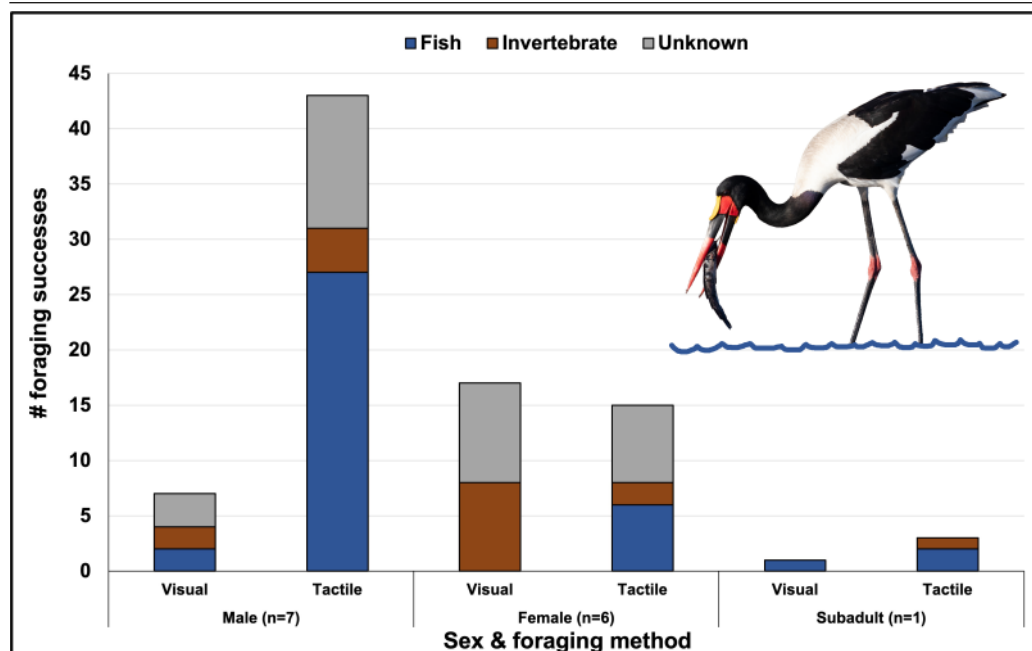 Fish Invertebrate Unknown
45
40
35
30
25
20
15
10
5
0
# foraging successes
Visual Tactile Visual Tactile Visual Tactile
Male (n=7) Female (n=6) Subadult (n=1)
Sex & foraging method